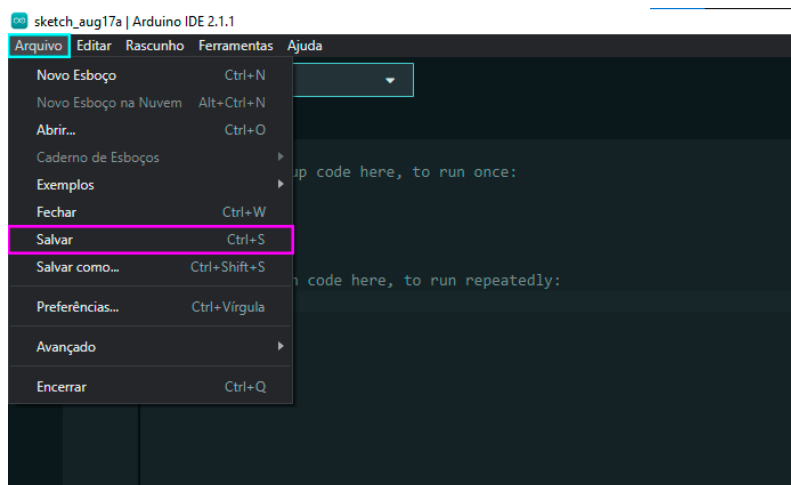 sketch_aug17a | Arduino IDE 2.1.1
Arquivo Editar Rascunho Ferramentas Ajuda
Novo Esboço Ctrl+N
Novo Esboço na Nuvem Alt+Ctrl+N
Abrir... Ctrl+O
Caderno de Esboços
Exemplos
Fechar Ctrl+W
Salvar Ctrl+S
Salvar como... Ctrl+Shift+S
Preferências... Ctrl+Vírgula
Avançado
Encerrar Ctrl+Q
up code here, to run once:
code here, to run repeatedly: